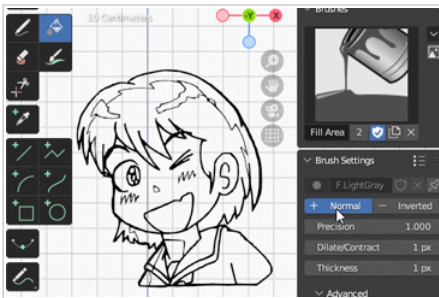 10 Centimeters
Brushes
Y
X
Fill Area 2
Brush Settings
F.LightGray
+ Normal − Inverted
Precision 1.000
Dilate/Contract 1 px
Thickness 1 px
Advanced